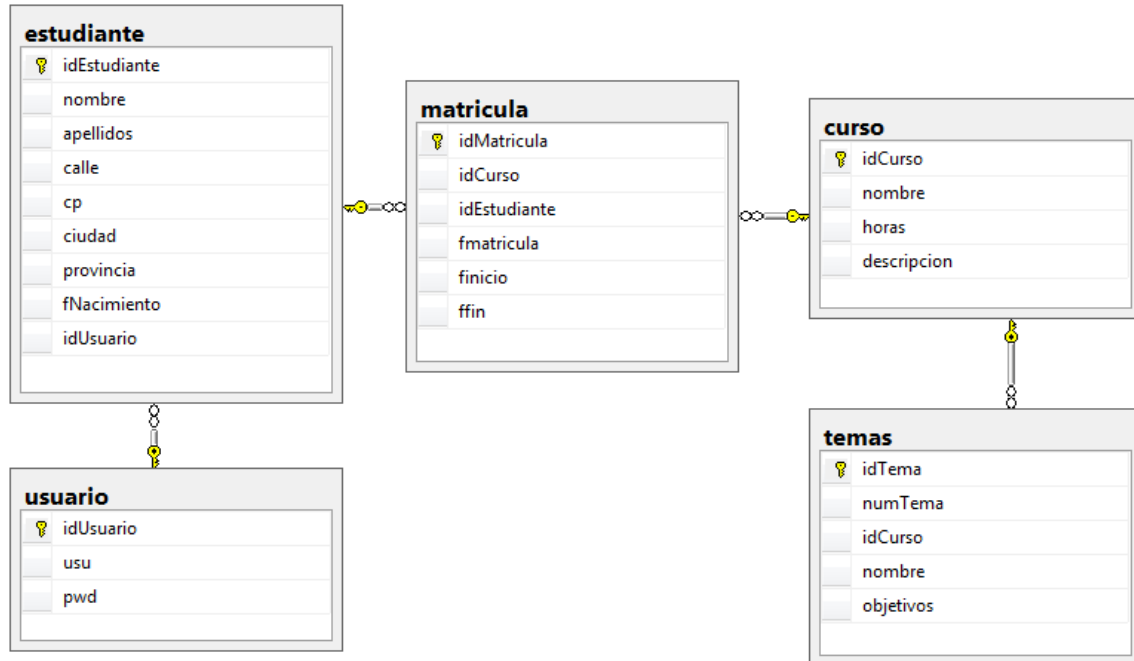 estudiante
idEstudiante
nombre
apellidos
calle
cp
ciudad
provincia
fNacimiento
idUsuario
matricula
idMatricula
idCurso
idEstudiante
fmatricula
finicio
ffin
curso
idCurso
nombre
horas
descripcion
usuario
idUsuario
usu
pwd
temas
idTema
numTema
idCurso
nombre
objetivos